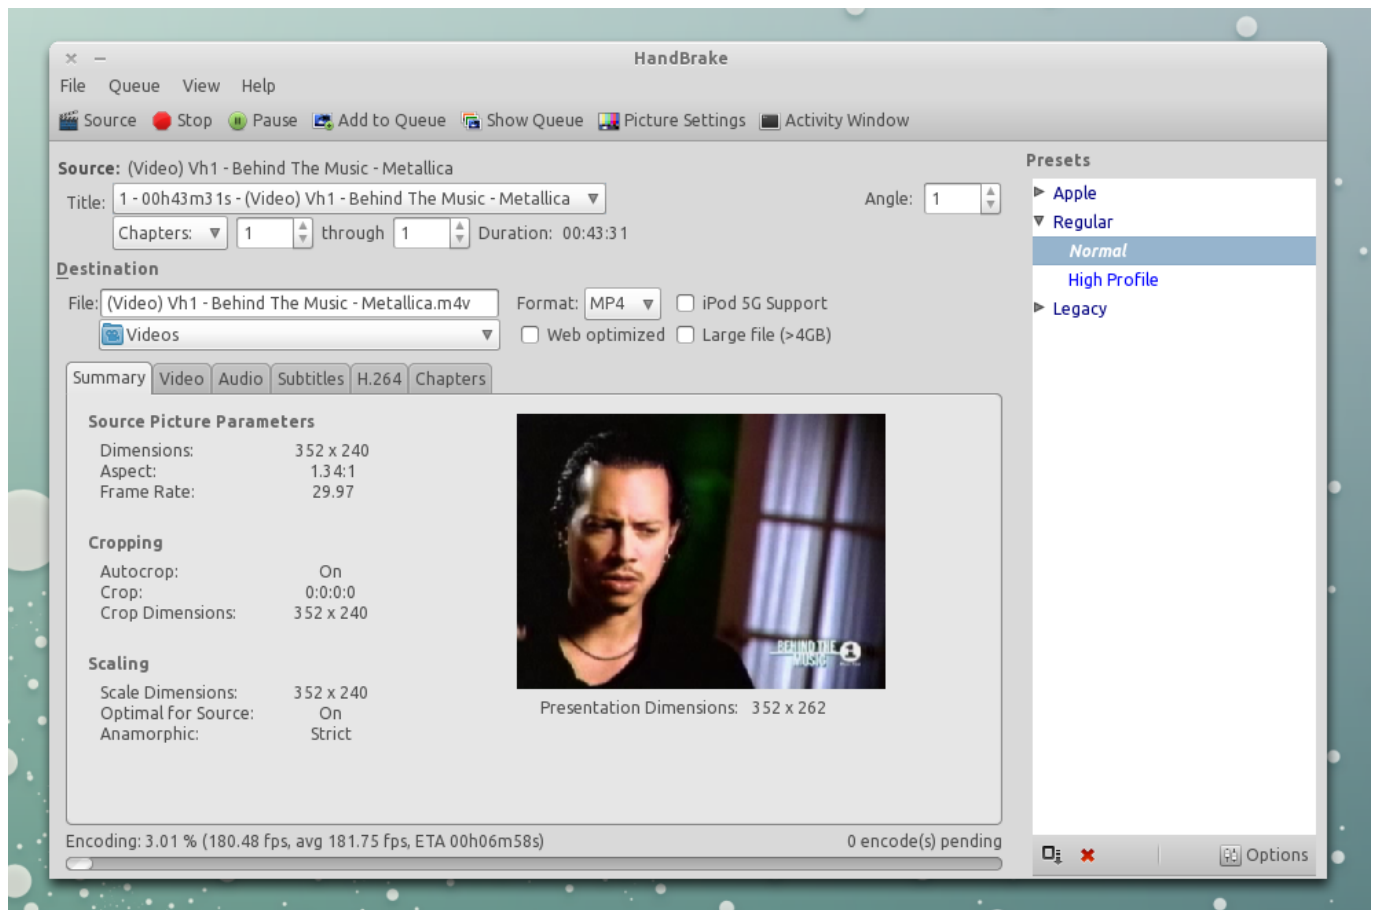 HandBrake
File Queue View Help
Source Stop Pause Add to Queue Show Queue Picture Settings Activity Window
Source: (Video) Vh1 - Behind The Music - Metallica
Title: 1 - 00h43m31s - (Video) Vh1 - Behind The Music - Metallica Angle: 1
Chapters: 1 through 1 Duration: 00:43:31
Destination
File: (Video) Vh1 - Behind The Music - Metallica.m4v Format: MP4 iPod 5G Support
Videos Web optimized Large file (>4GB)
Summary Video Audio Subtitles H.264 Chapters
Source Picture Parameters
Dimensions: 352 x 240
Aspect: 1.34:1
Frame Rate: 29.97
Cropping
Autocrop: On
Crop: 0:0:0:0
Crop Dimensions: 352 x 240
Scaling
Scale Dimensions: 352 x 240
Optimal for Source: On
Anamorphic: Strict
BEHIND THE
MUSIC
Presentation Dimensions: 352 x 262
Encoding: 3.01 % (180.48 fps, avg 181.75 fps, ETA 00h06m58s) 0 encode(s) pending
Presets
Apple
Regular
Normal
High Profile
Legacy
Options